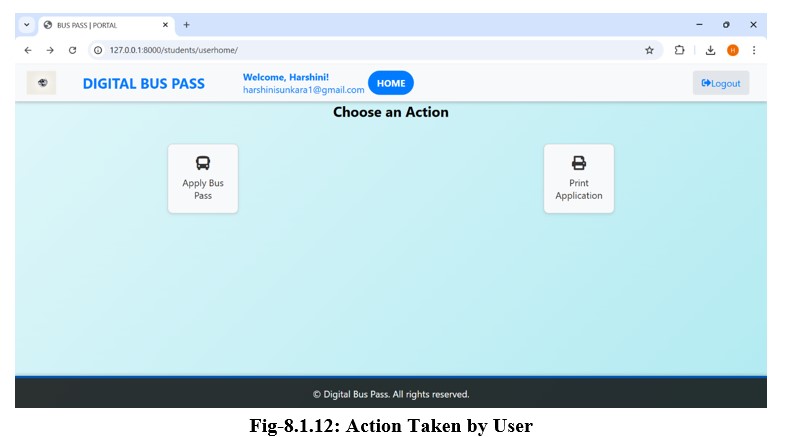 BUS PASS | PORTAL
127.0.0.1:8000/students/userhome/
H
DIGITAL BUS PASS
Welcome, Harshini!
harshinisunkara1@gmail.com
HOME
Logout
Choose an Action
Apply Bus
Pass
Print
Application
© Digital Bus Pass. All rights reserved.
Fig-8.1.12: Action Taken by User